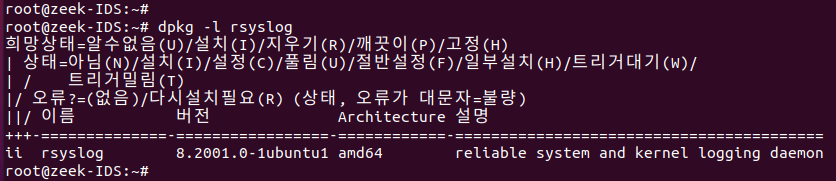 root@zeek-IDS:~#
root@zeek-IDS:~# dpkg -l rsyslog
희망상태=알수없음(U)/설치(I)/지우기(R)/깨끗이(P)/고정(H)
| 상태=아님(N)/설치(I)/설정(C)/풀림(U)/절반설정(F)/일부설치(H)/트리거대기(W)/
| /    트리거밀림(T)
|/ 오류?=(없음)/다시설치필요(R) (상태, 오류가 대문자=불량)
||/ 이름           버전              Architecture 설명
+++-==============-=================-============-=========================================
ii  rsyslog        8.2001.0-1ubuntu1 amd64        reliable system and kernel logging daemon
root@zeek-IDS:~#